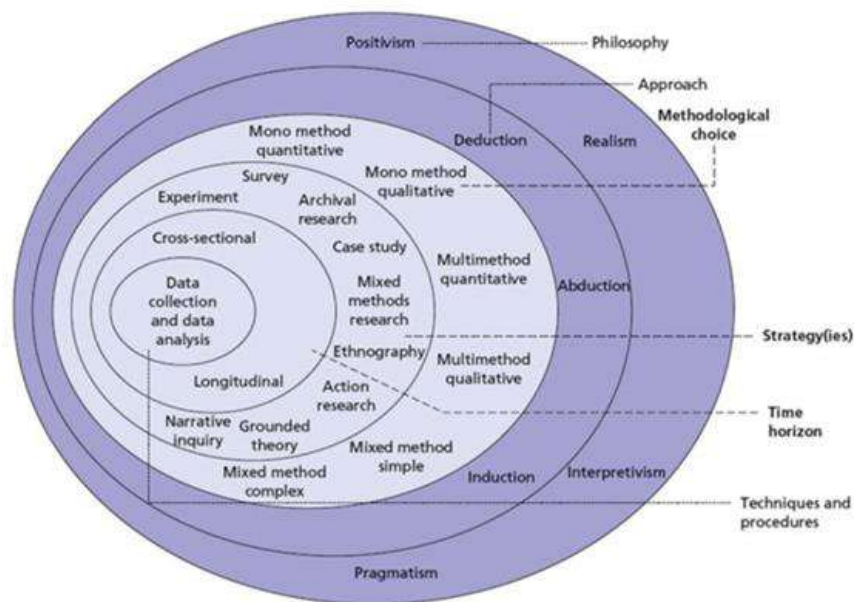 Positivism
Philosophy
Approach
Methodological
choice
Mono method
quantitative
Deduction
Realism
Survey
Mono method
qualitative
Experiment
Archival
research
Cross-sectional
Case study
Multimethod
quantitative
Data
collection
and data
analysis
Mixed
methods
research
Abduction
Strategy(ies)
Ethnography
Multimethod
qualitative
Longitudinal
Action
research
Time
horizon
Narrative
inquiry
Grounded
theory
Mixed method
simple
Mixed method
complex
Induction
Interpretivism
Techniques and
procedures
Pragmatism